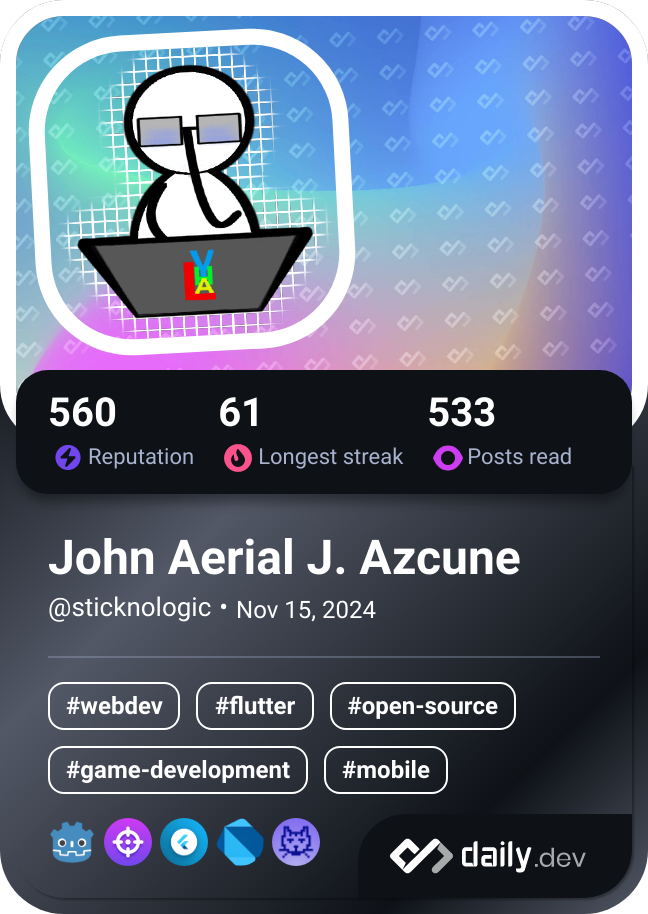 LVUA
560 61 533
Reputation Longest streak Posts read
John Aerial J. Azcune
@sticknologic • Nov 15, 2024
#webdev #flutter #open-source
#game-development #mobile
daily.dev